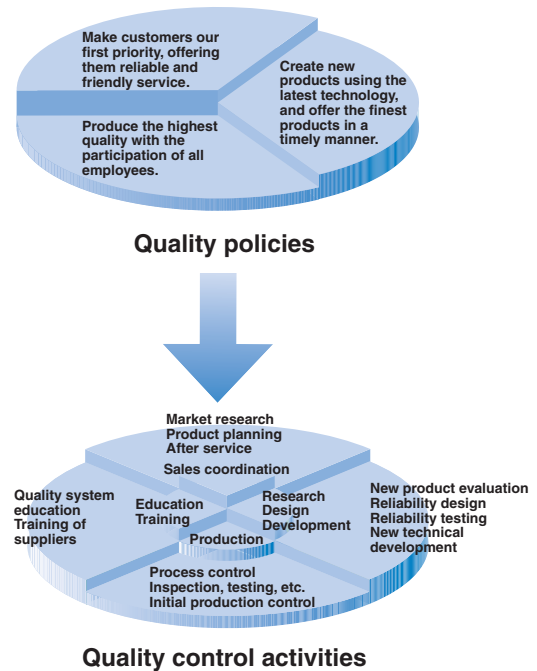 Make customers our
first priority, offering
them reliable and
friendly service.
Create new
products using the
latest technology,
and offer the finest
products in a
timely manner.
Produce the highest
quality with the
participation of all
employees.
Quality policies
Market research
Product planning
After service
Sales coordination
Quality system
education
Training of
suppliers
Education
Training
Research
Design
Development
New product evaluation
Reliability design
Reliability testing
New technical
development
Production
Process control
Inspection, testing, etc.
Initial production control
Quality control activities